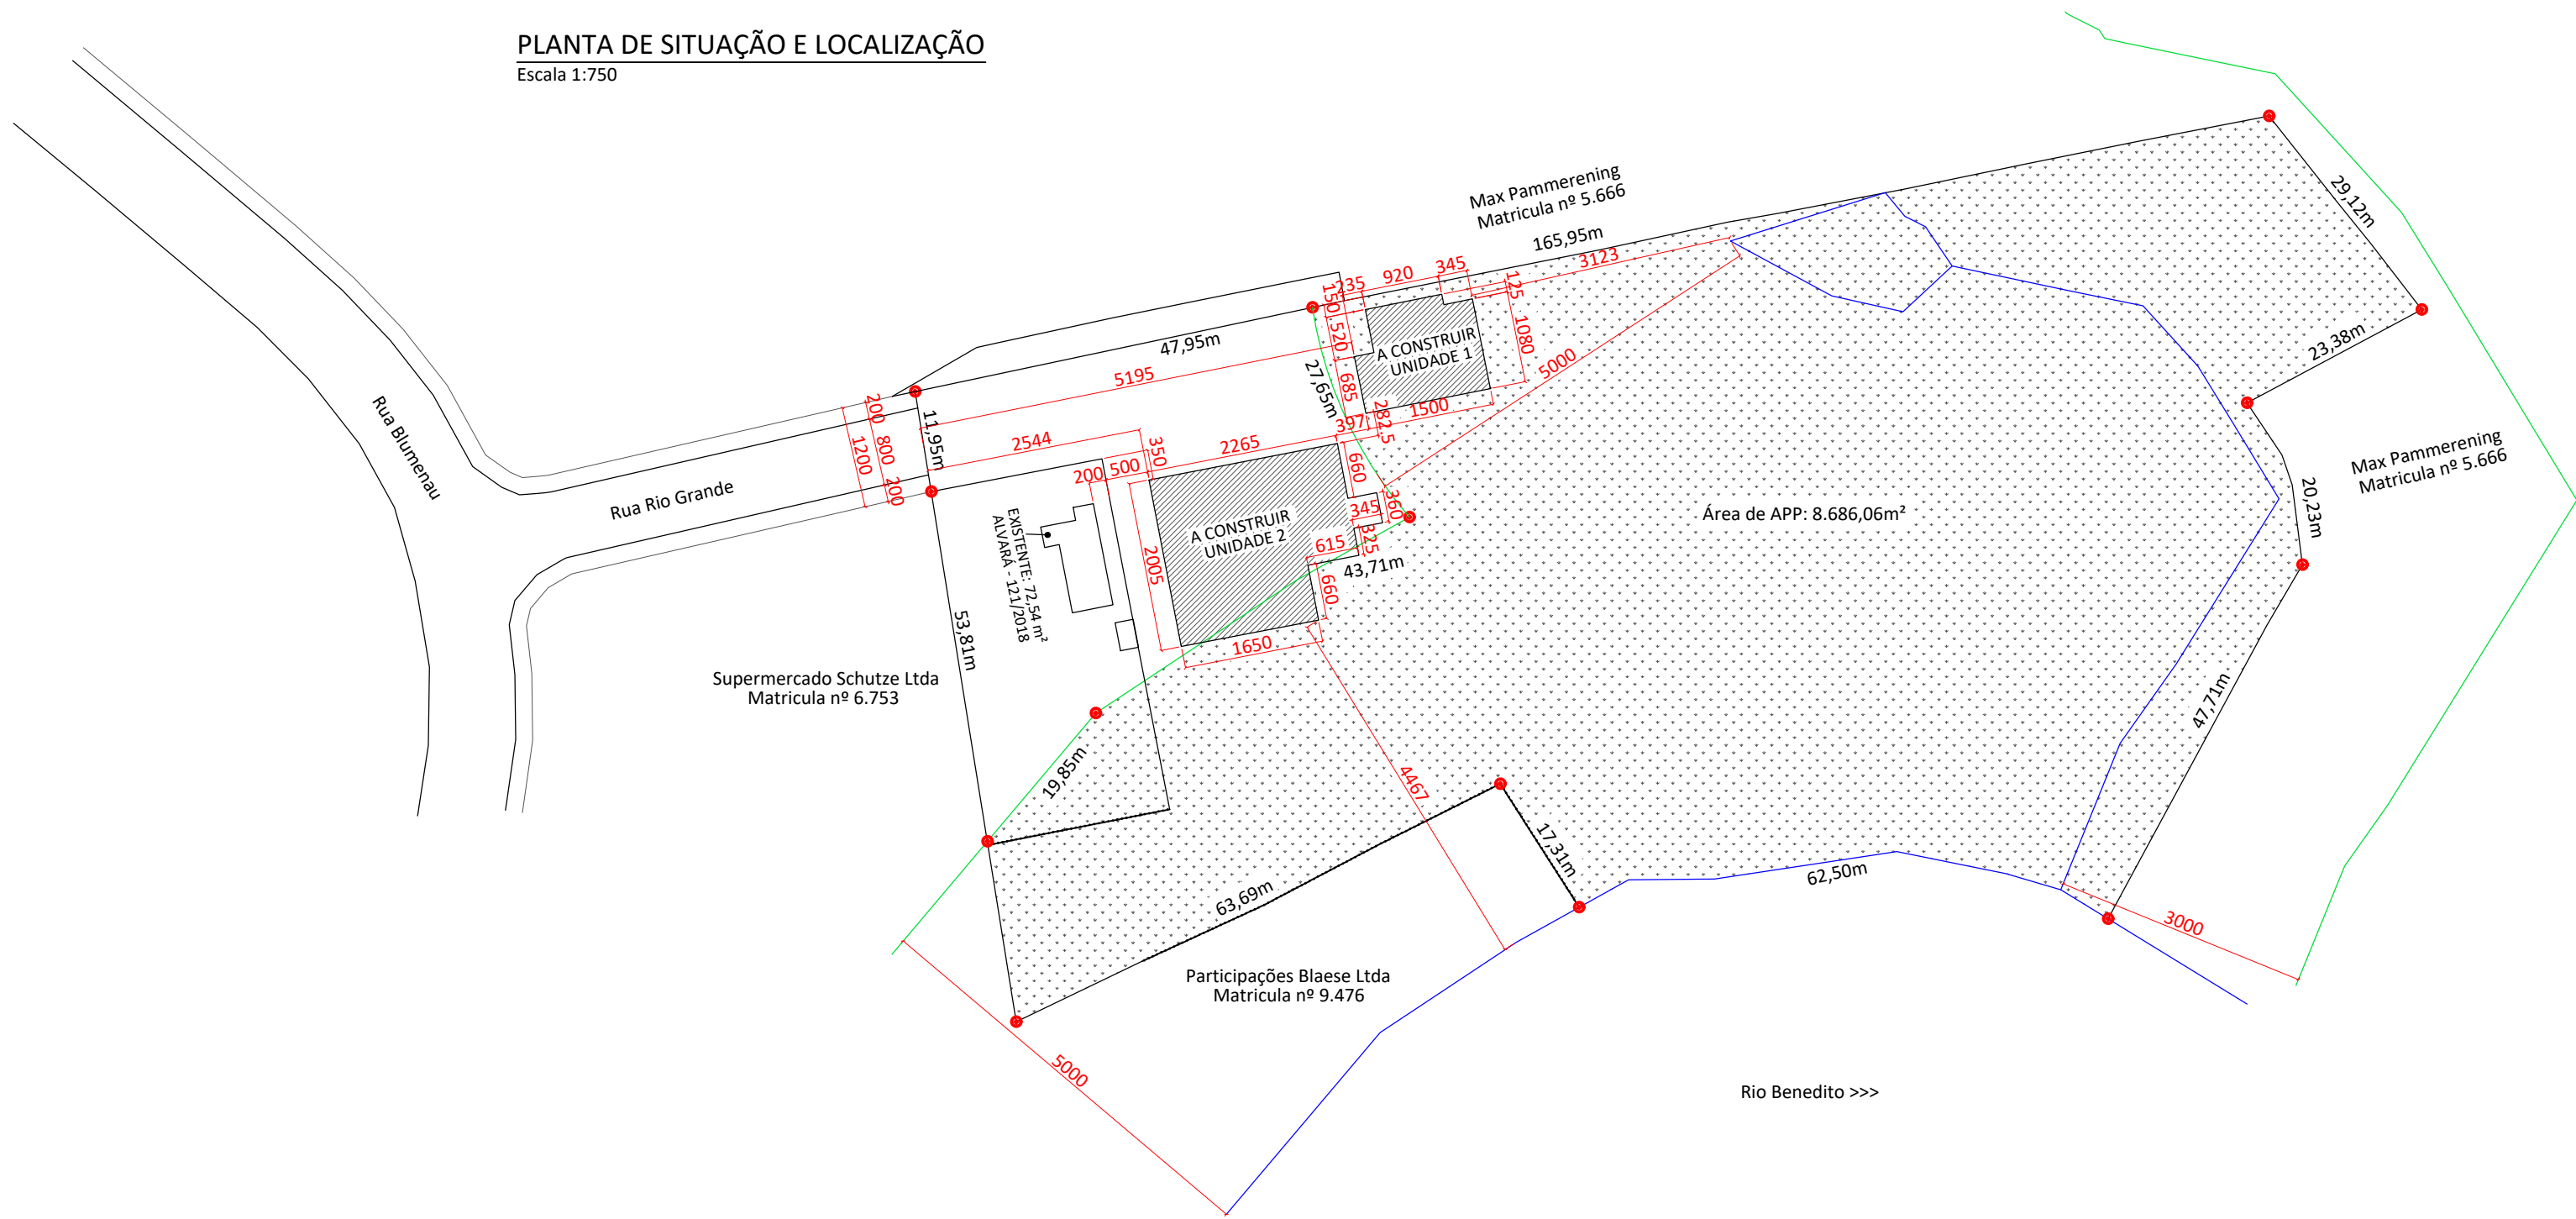 PLANTA DE SITUAÇÃO E LOCALIZAÇÃO
Escala 1:750
Max Pammerening
Matricula nº 5.666
165,95m
29,12m
3123
235
920
345
150
125
520
A CONSTRUIR
UNIDADE 1
1080
47,95m
5195
27,65m
685
5000
23,38m
1500
397
282.5
200
800
200
1200
11,95m
2544
350
2265
Rua Blumenau
Rua Rio Grande
200
500
660
360
345
325
615
43,71m
660
A CONSTRUIR
UNIDADE 2
2005
1650
EXISTENTE: 72,54 m²
ALVARÁ - 121/2018
Área de APP: 8.686,06m²
Max Pammerening
Matricula nº 5.666
20,23m
53,81m
Supermercado Schutze Ltda
Matricula nº 6.753
47,71m
19,85m
4467
17,31m
63,69m
62,50m
3000
Participações Blaese Ltda
Matricula nº 9.476
5000
Rio Benedito >>>